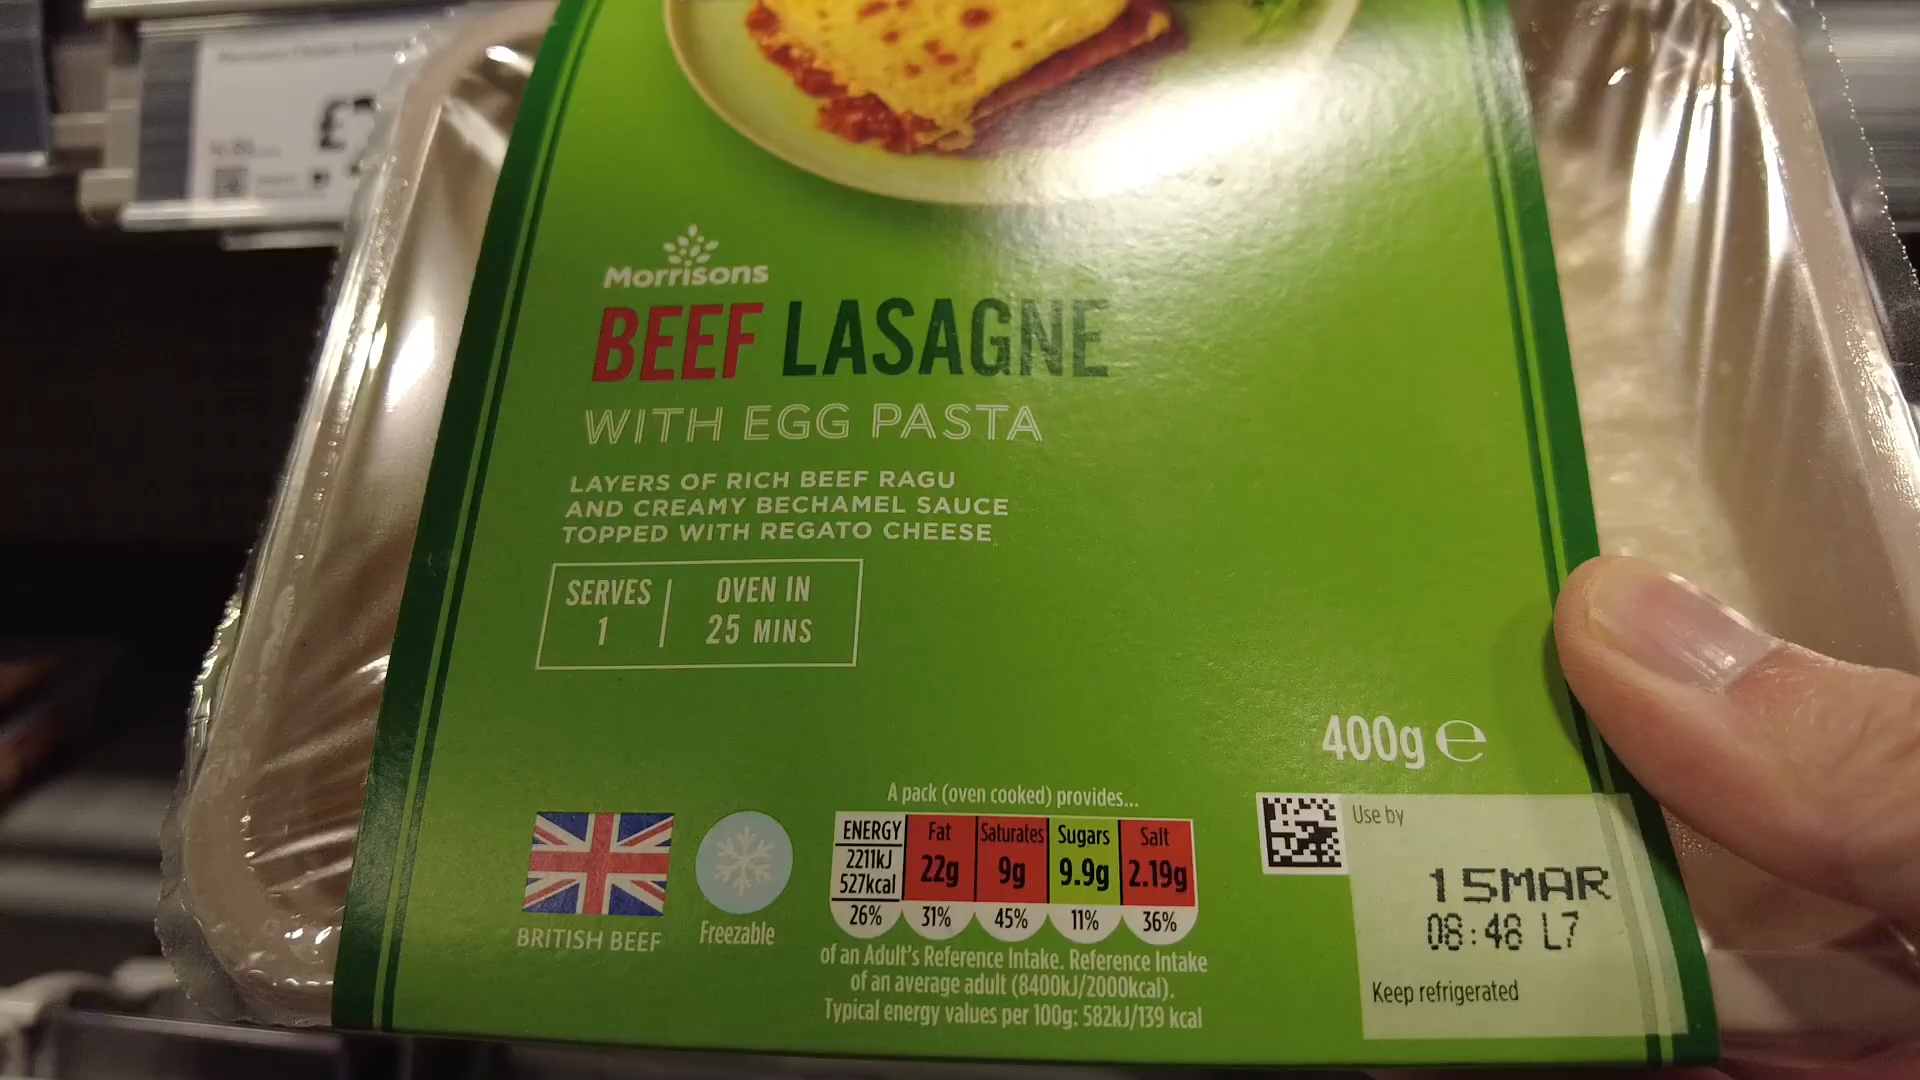 Morrisons
BEEF LASAGNE
WITH EGG PASTA
LAYERS OF RICH BEEF RAGU
AND CREAMY BECHAMEL SAUCE
TOPPED WITH REGATO CHEESE
SERVES
1
OVEN IN
25 MINS
400g ℮
A pack (oven cooked) provides...
ENERGY
2211kJ
527kcal
26%
Fat
22g
31%
Saturates
9g
45%
Sugars
9.9g
11%
Salt
2.19g
36%
of an Adult's Reference Intake. Reference Intake
of an average adult (8400kJ/2000kcal).
Typical energy values per 100g: 582kJ/139 kcal
BRITISH BEEF
Freezable
Use by
15MAR
08:48 L7
Keep refrigerated